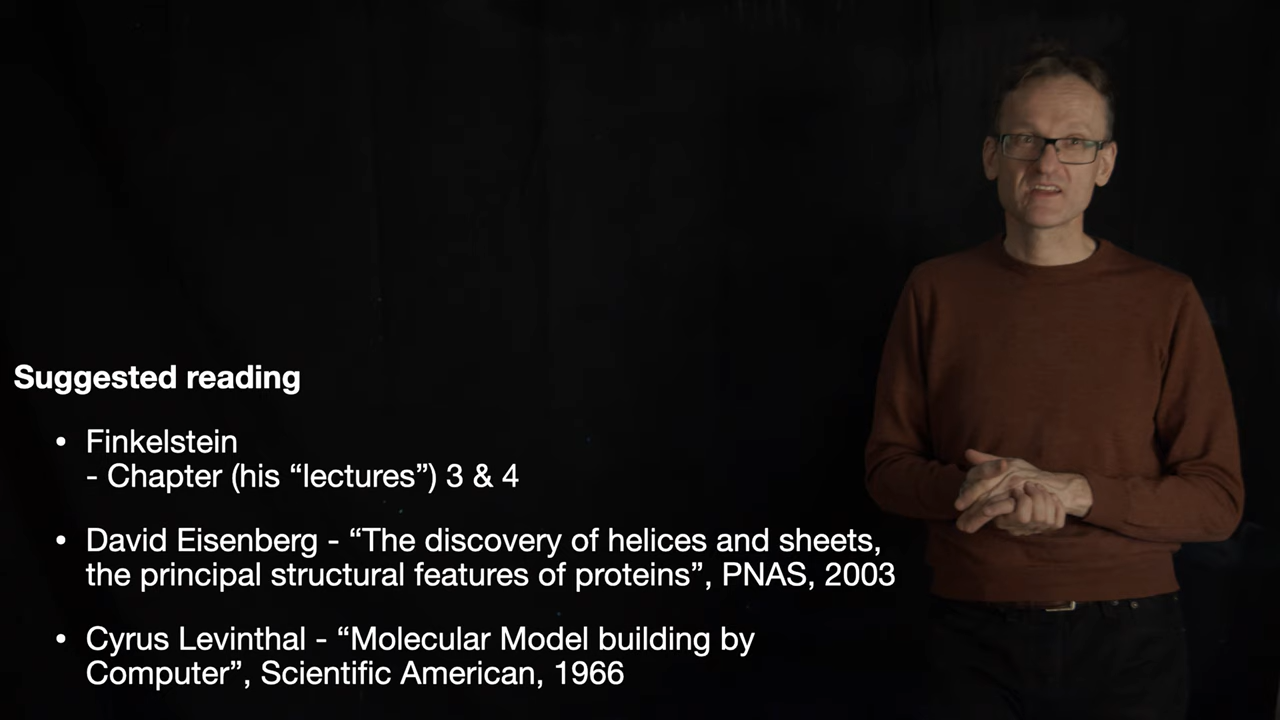 Suggested reading
• Finkelstein
- Chapter (his “lectures”) 3 & 4
• David Eisenberg - “The discovery of helices and sheets,
the principal structural features of proteins”, PNAS, 2003
• Cyrus Levinthal - “Molecular Model building by
Computer”, Scientific American, 1966